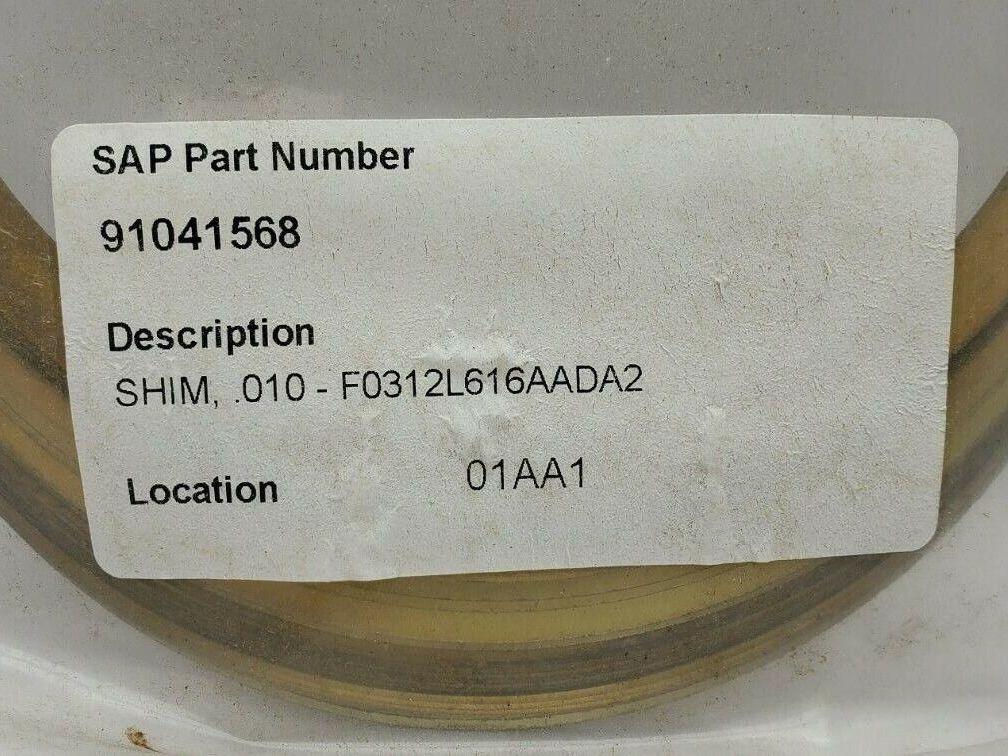 SAP Part Number
91041568
Description
SHIM, .010 - F0312L616AADA2
Location 01AA1